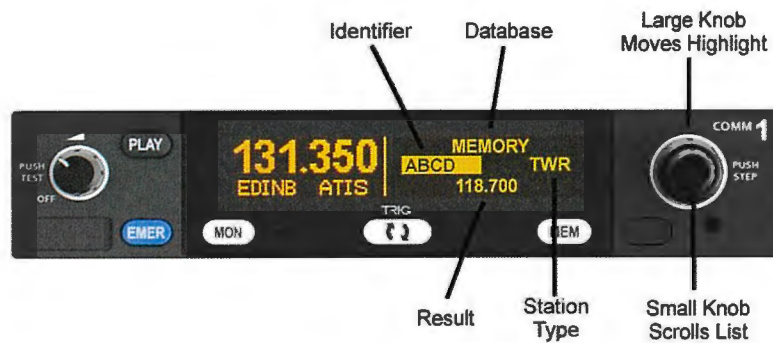 Identifier
Database
Large Knob
Moves Highlight
PLAY
PUSH
TEST
OFF
EMER
131.350
EDINB ATIS
MEMORY
ABCD
TWR
118.700
COMM 1
PUSH
STEP
TRIG
MON
MEM
Result
Station
Type
Small Knob
Scrolls List